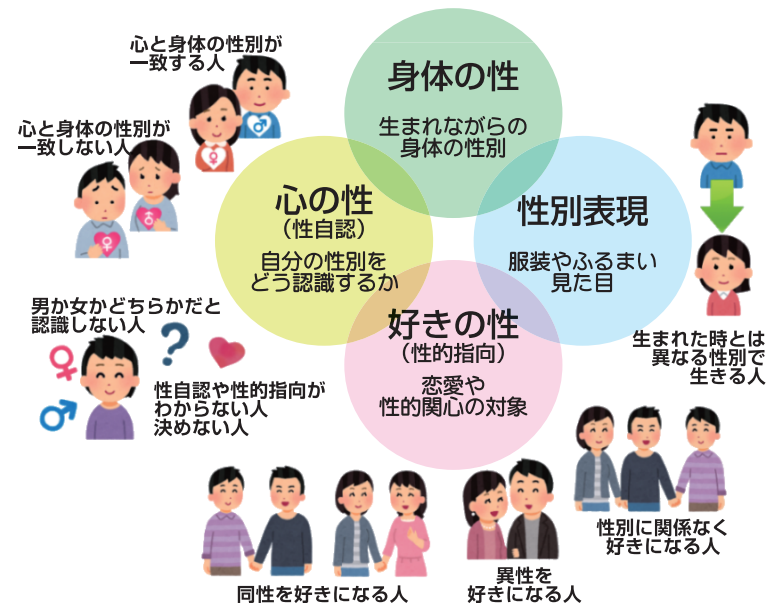 心と身体の性別が
一致する人
心と身体の性別が
一致しない人
身体の性
生まれながらの
身体の性別
心の性
（性自認）
自分の性別を
どう認識するか
性別表現
服装やふるまい
見た目
好きの性
（性的指向）
恋愛や
性的関心の対象
男か女かどちらかだと
認識しない人
?
性自認や性的指向が
わからない人
決めない人
生まれた時とは
異なる性別で
生きる人
性別に関係なく
好きになる人
異性を
好きになる人
同性を好きになる人